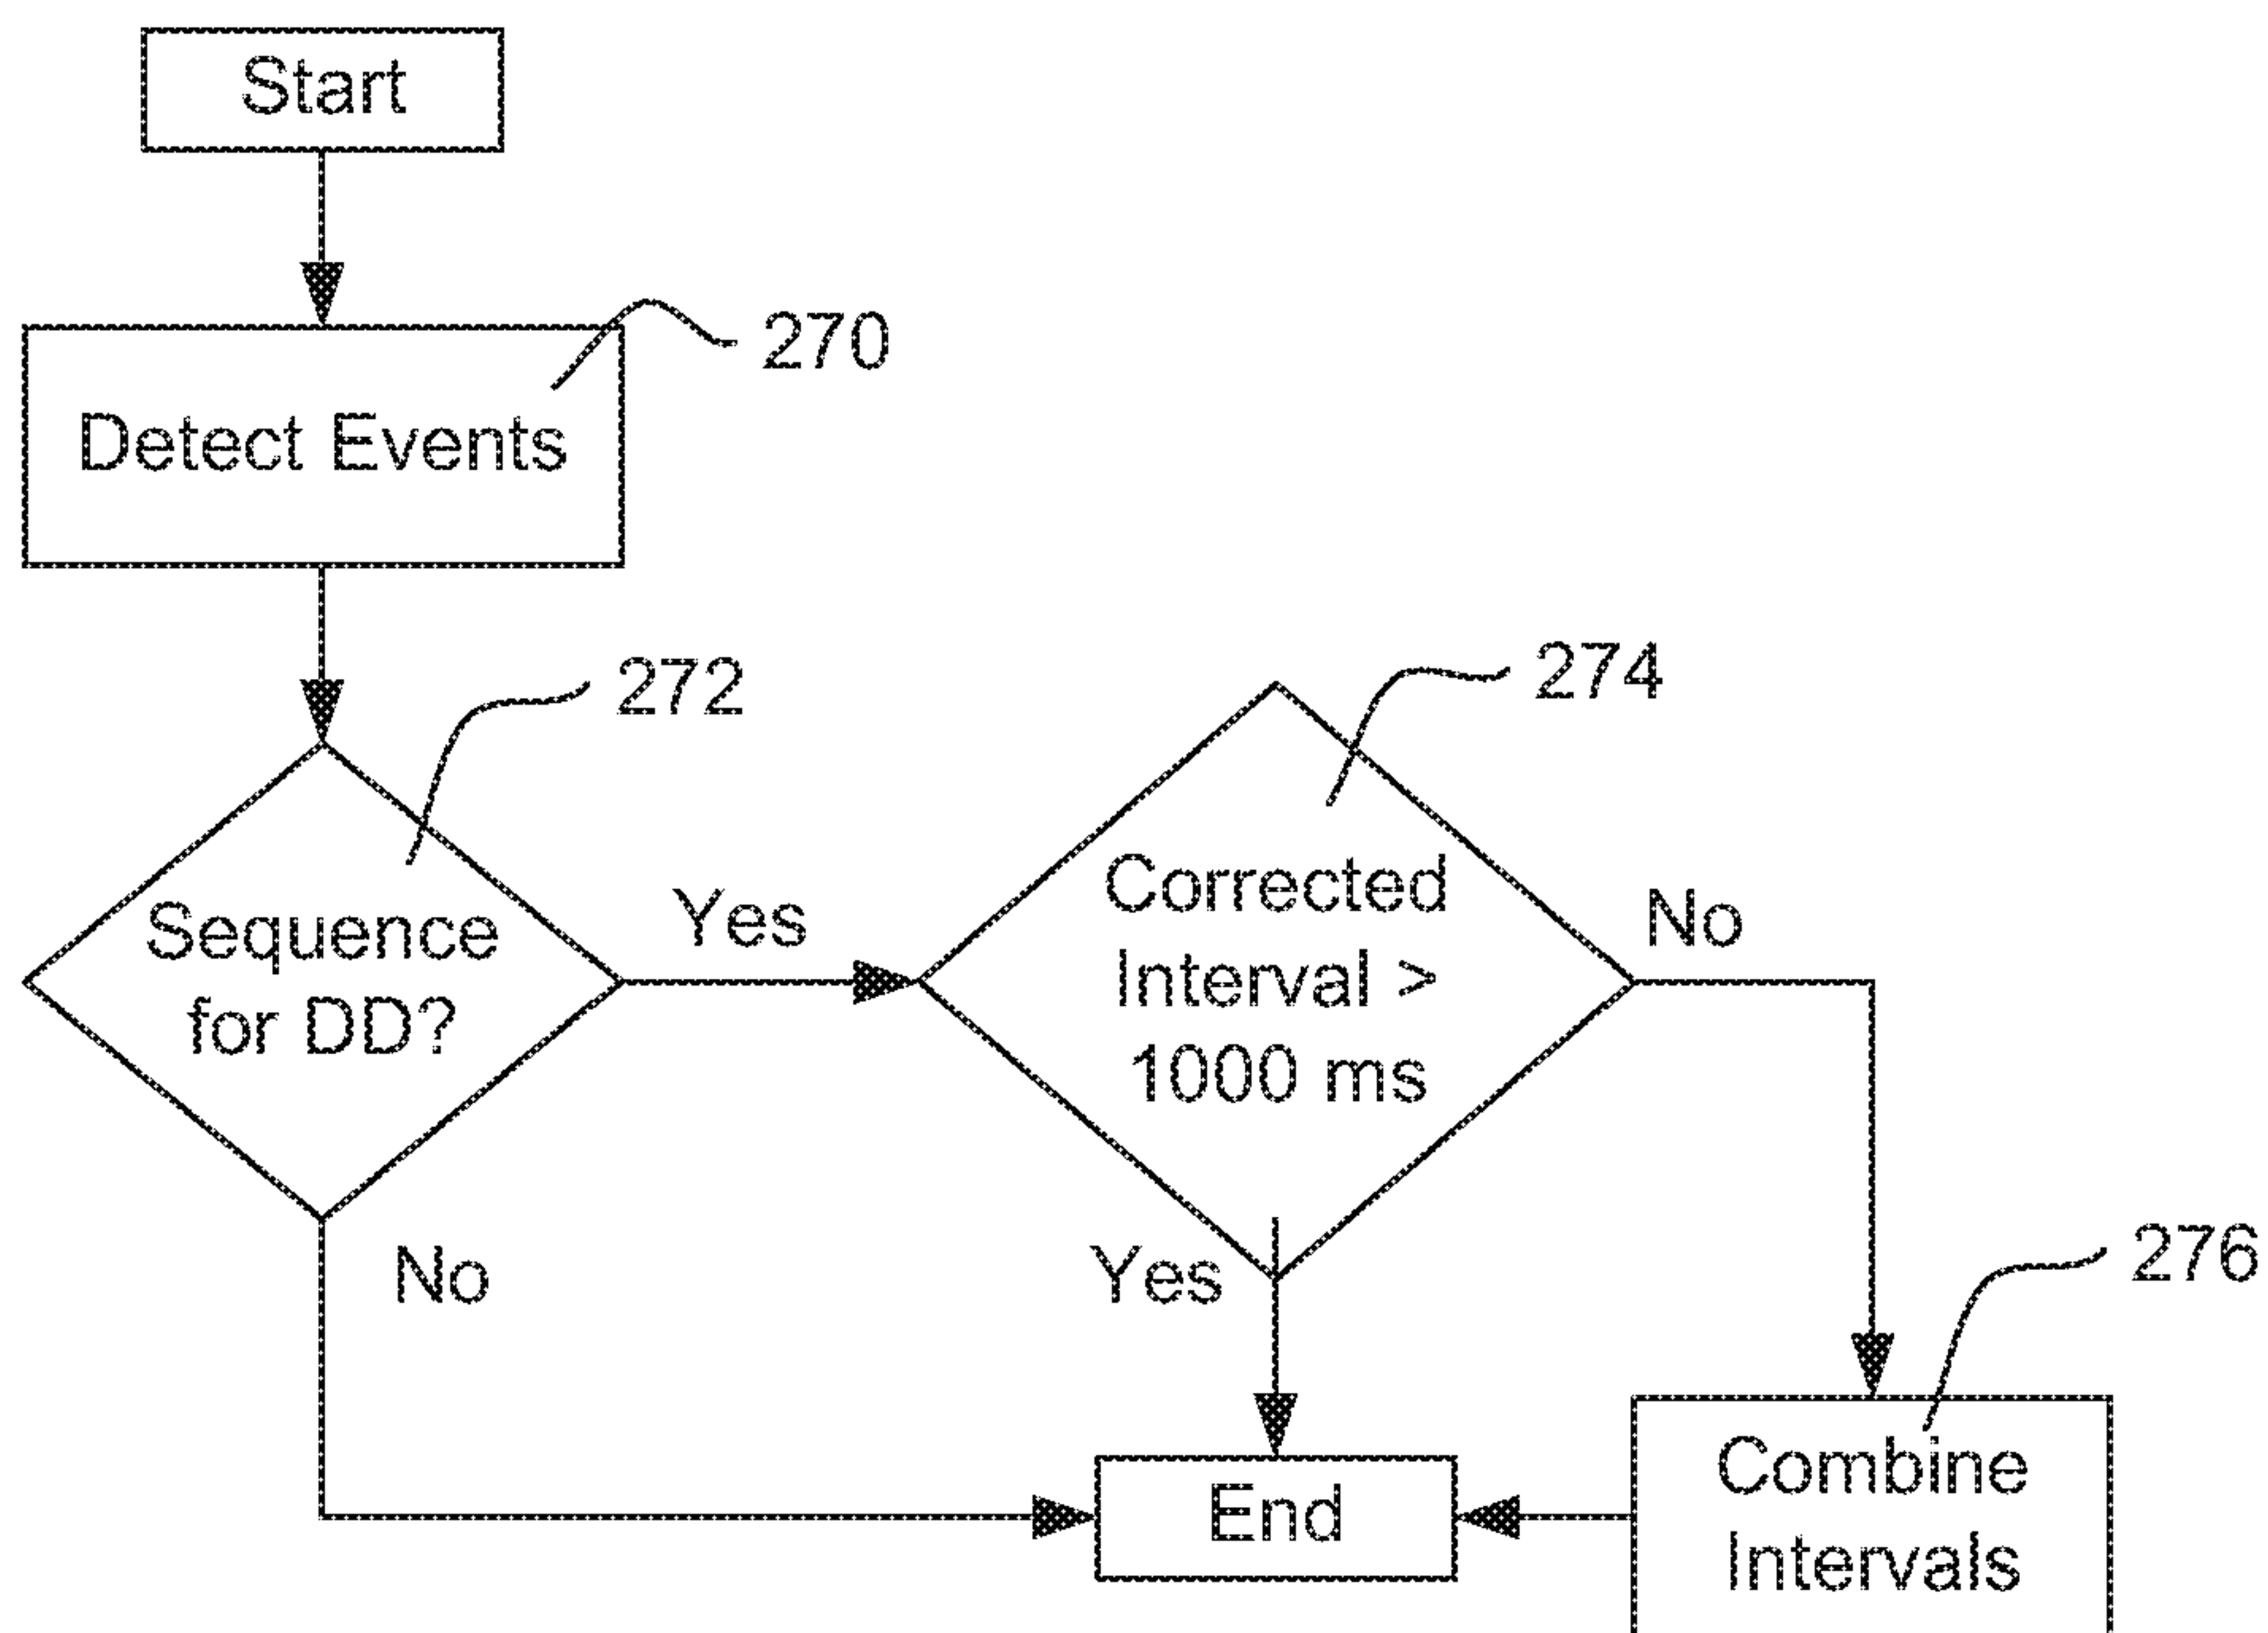 Start
270
Detect Events
272
Sequence
for DD?
Yes
No
274
Corrected
Interval >
1000 ms
No
Yes
276
Combine
Intervals
End